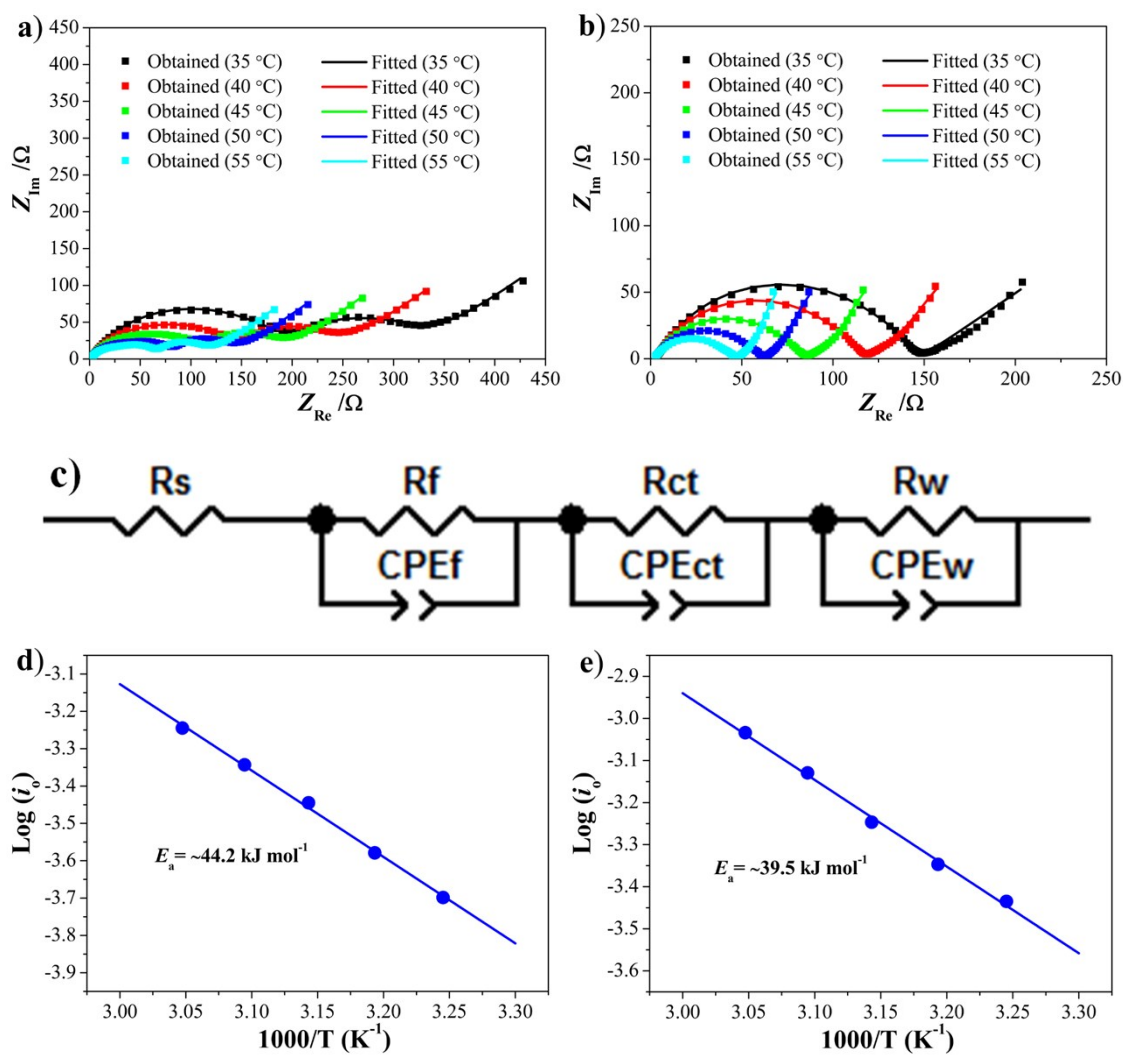 a)
450
400
350
300
250
200
150
100
50
0
Z_Im /Ω
Obtained (35 °C) Fitted (35 °C)
Obtained (40 °C) Fitted (40 °C)
Obtained (45 °C) Fitted (45 °C)
Obtained (50 °C) Fitted (50 °C)
Obtained (55 °C) Fitted (55 °C)
0 50 100 150 200 250 300 350 400 450
Z_Re /Ω
b)
250
200
150
100
50
0
Z_Im /Ω
Obtained (35 °C) Fitted (35 °C)
Obtained (40 °C) Fitted (40 °C)
Obtained (45 °C) Fitted (45 °C)
Obtained (50 °C) Fitted (50 °C)
Obtained (55 °C) Fitted (55 °C)
0 50 100 150 200 250
Z_Re /Ω
c)
Rs Rf Rct Rw
CPEf CPEct CPEw
d)
-3.1
-3.2
-3.3
-3.4
-3.5
-3.6
-3.7
-3.8
-3.9
Log (i_o)
E_a= ~44.2 kJ mol⁻¹
3.00 3.05 3.10 3.15 3.20 3.25 3.30
1000/T (K⁻¹)
e)
-2.9
-3.0
-3.1
-3.2
-3.3
-3.4
-3.5
-3.6
Log (i_o)
E_a= ~39.5 kJ mol⁻¹
3.00 3.05 3.10 3.15 3.20 3.25 3.30
1000/T (K⁻¹)